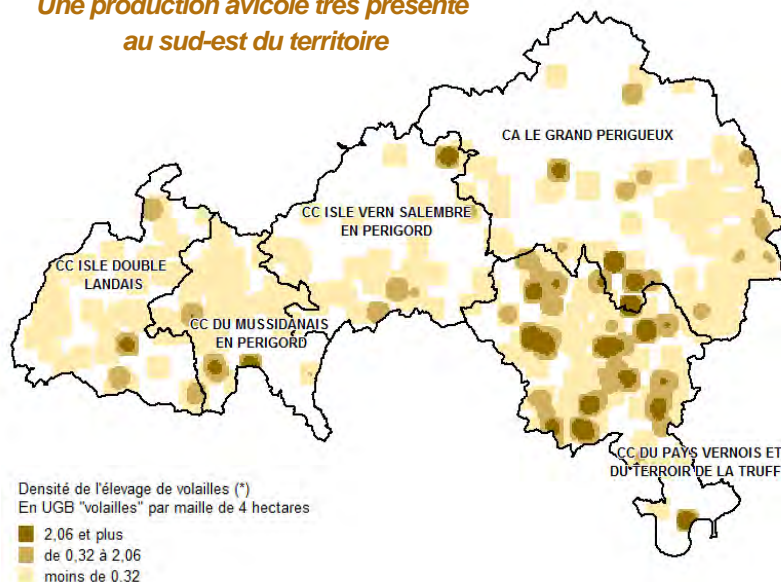 Une production avicole très présente
au sud-est du territoire
CA LE GRAND PERIGUEUX
CC ISLE VERN SALEMBRE
EN PERIGORD
CC ISLE DOUBLE
LANDAIS
CC DU MUSSIDANAIS
EN PERIGORD
CC DU PAYS VERNOIS ET
DU TERROIR DE LA TRUFF
Densité de l'élevage de volailles (*)
En UGB "volailles" par maille de 4 hectares
2,06 et plus
de 0,32 à 2,06
moins de 0,32